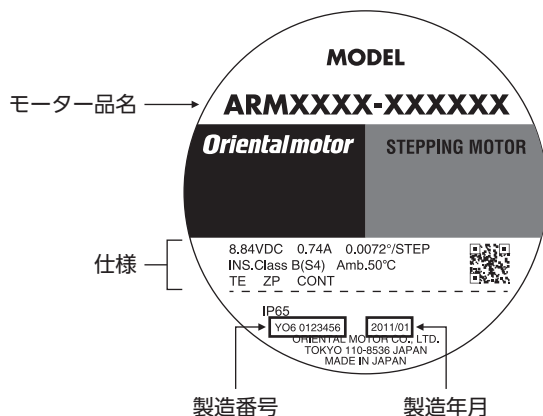 MODEL
モーター品名
ARMXXXX-XXXXXX
Orientalmotor
STEPPING MOTOR
仕様
8.84VDC 0.74A 0.0072°/STEP
INS.Class B(S4) Amb.50℃
TE ZP CONT
IP65
YO6 0123456
2011/01
ORIENTAL MOTOR CO., LTD.
TOKYO 110-8536 JAPAN
MADE IN JAPAN
製造番号
製造年月